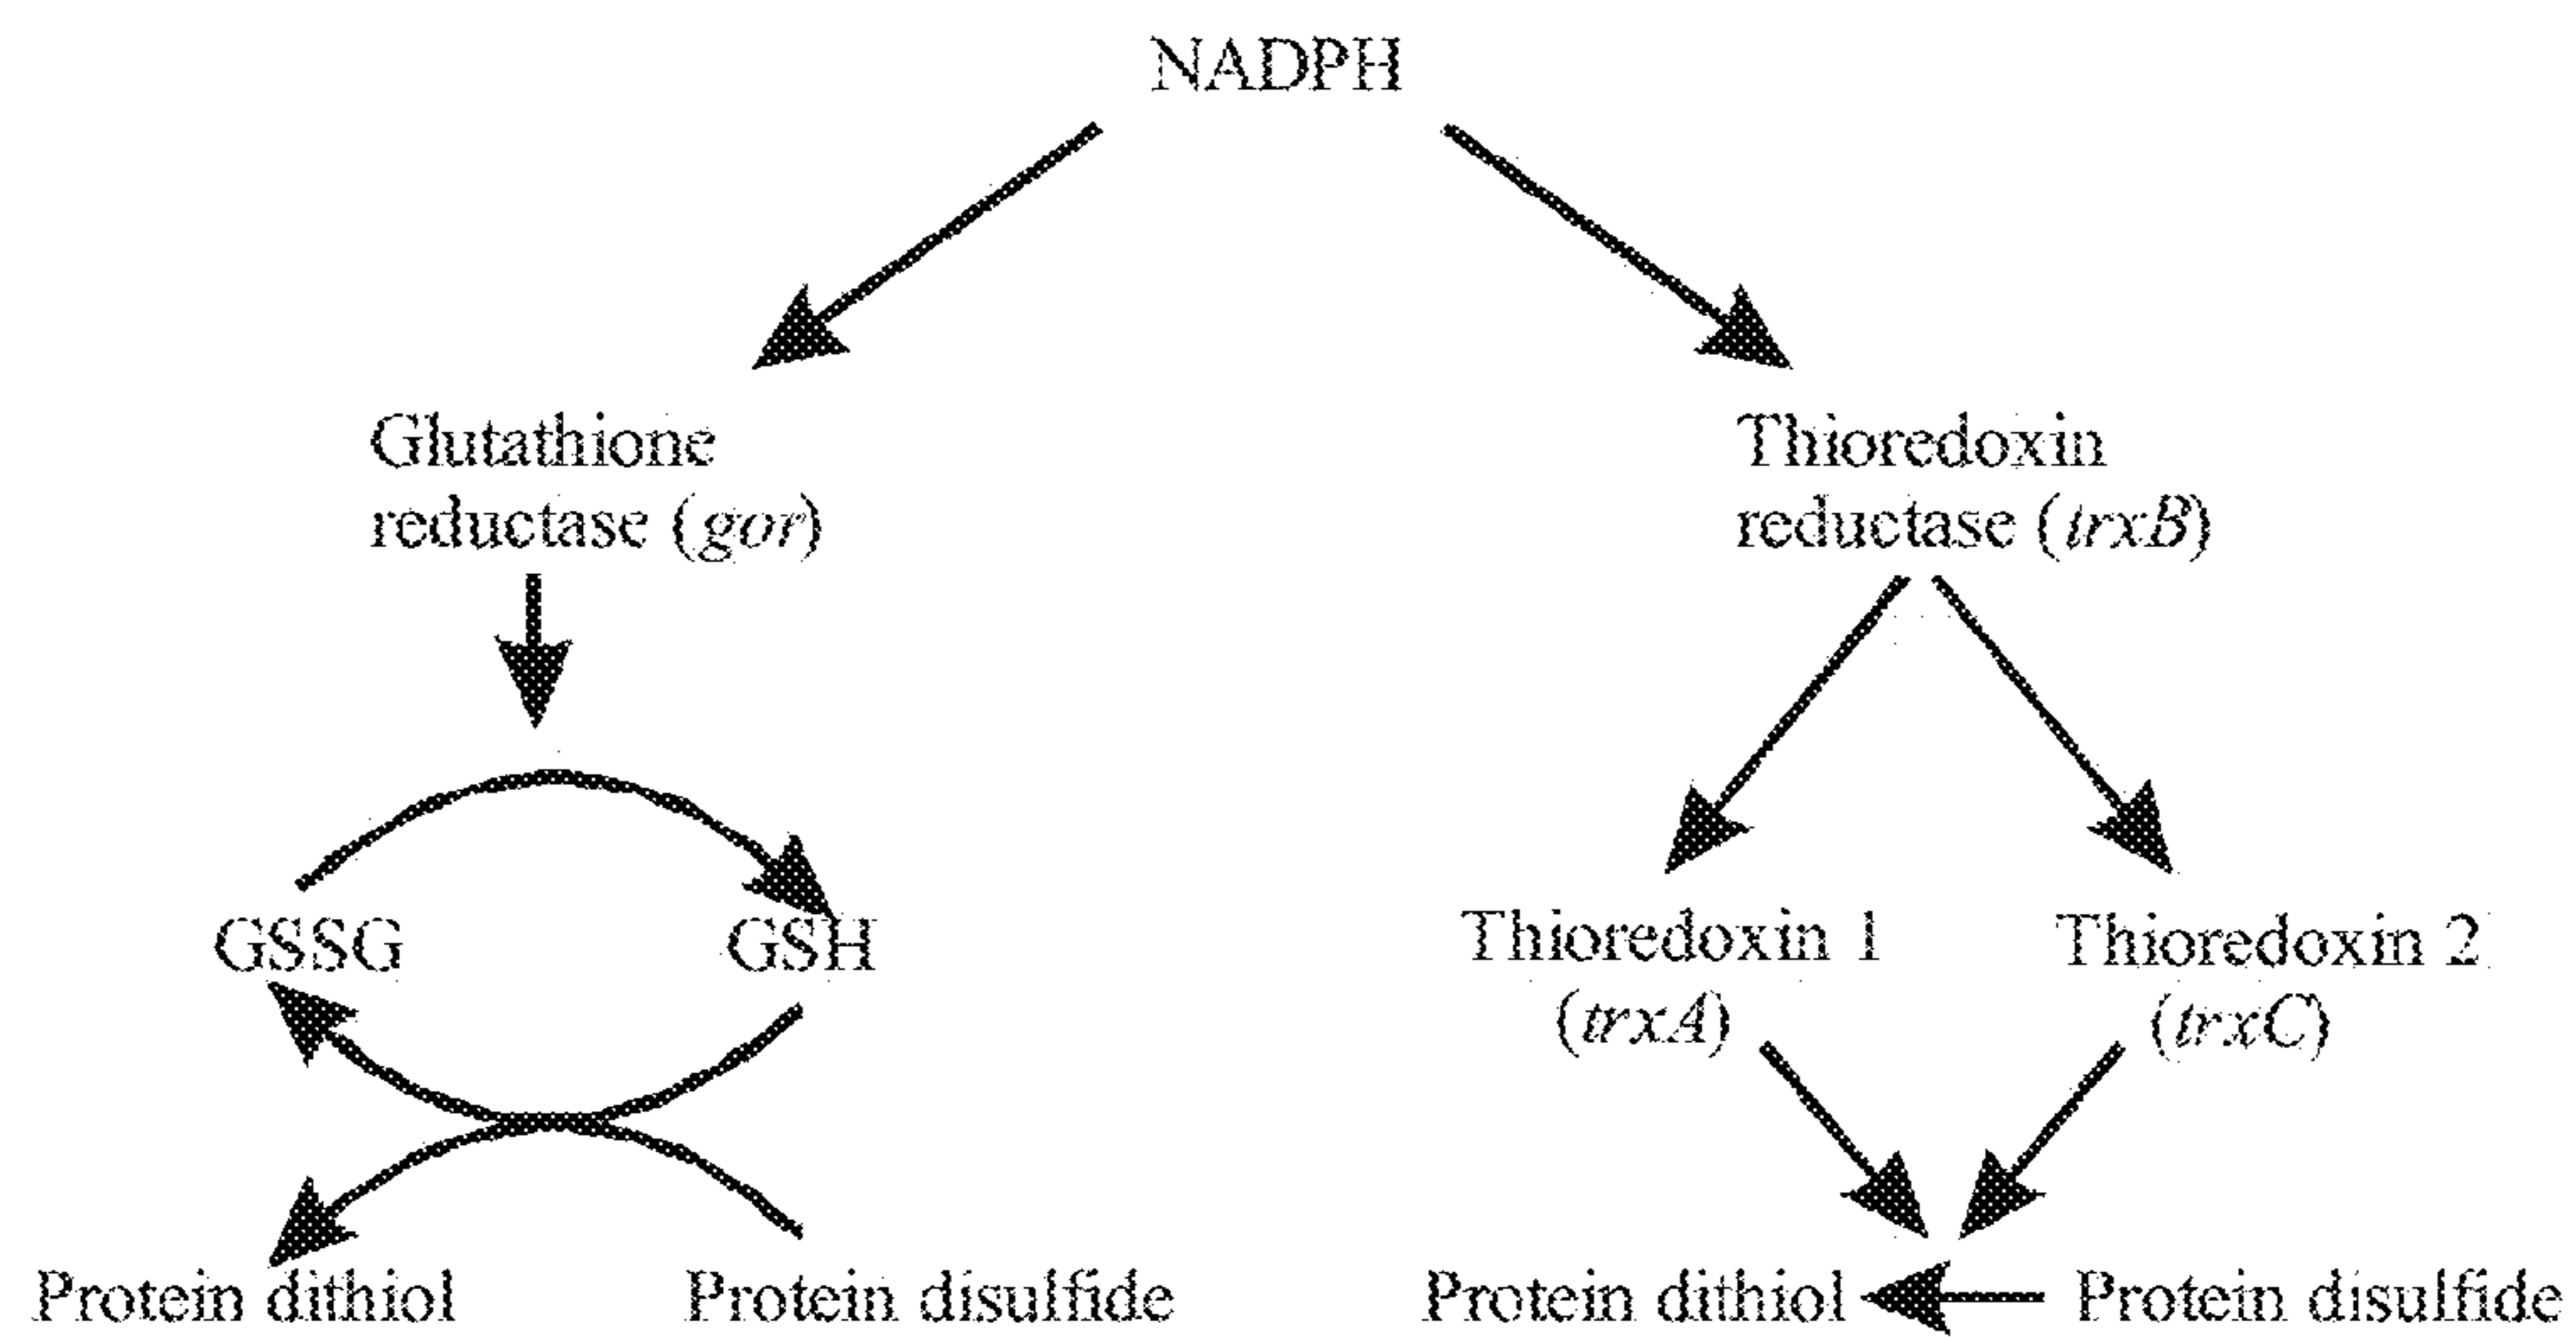 NADPH
Glutathione
reductase (gor)
Thioredoxin
reductase (trxB)
GSSG
GSH
Thioredoxin 1
(trxA)
Thioredoxin 2
(trxC)
Protein dithiol
Protein disulfide
Protein dithiol
Protein disulfide